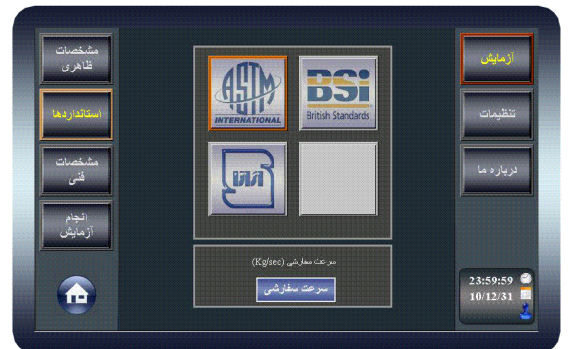 آزمایش
تنظیمات
درباره ما
23:59:59
10/12/31
ASTM
INTERNATIONAL
BSi
British Standards
سرعت سفارشی (Kg/sec)
سرعت سفارشی
مشخصات
ظاهری
استانداردها
مشخصات
فنی
انجام
آزمایش